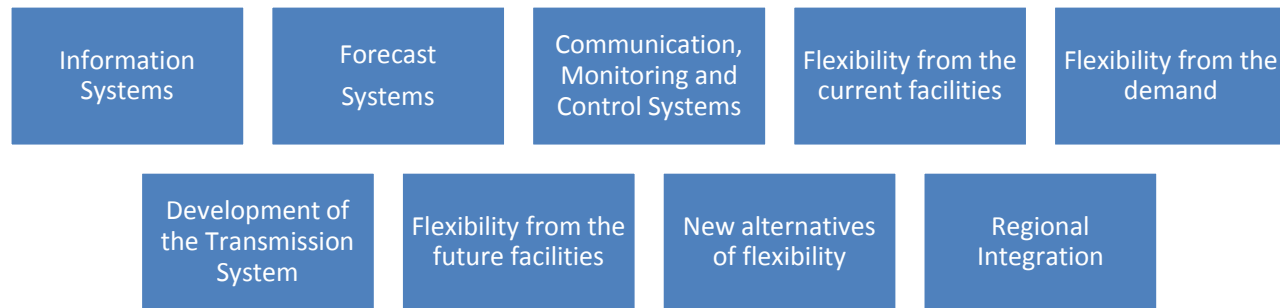 Information
Systems
Forecast
Systems
Communication,
Monitoring and
Control Systems
Flexibility from the
current facilities
Flexibility from the
demand
Development of
the Transmission
System
Flexibility from the
future facilities
New alternatives
of flexibility
Regional
Integration